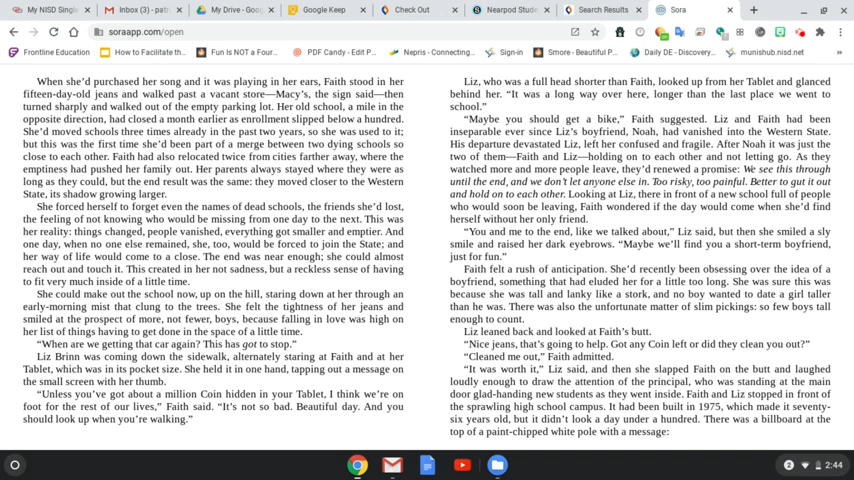 My NISD Single
Inbox (3) - patri
My Drive - Goog
Google Keep
Check Out
Nearpod Stude
Search Results
Sora
soraapp.com/open
Frontline Education
How to Facilitate th...
Fun IS NOT a Four...
PDF Candy - Edit P...
Nepris - Connecting...
Sign-in
Smore - Beautiful P...
Daily DE - Discovery...
munishub.nisd.net
When she’d purchased her song and it was playing in her ears, Faith stood in her
fifteen-day-old jeans and walked past a vacant store—Macy’s, the sign said—then
turned sharply and walked out of the empty parking lot. Her old school, a mile in the
opposite direction, had closed a month earlier as enrollment slipped below a hundred.
She’d moved schools three times already in the past two years, so she was used to it;
but this was the first time she’d been part of a merge between two dying schools so
close to each other. Faith had also relocated twice from cities farther away, where the
emptiness had pushed her family out. Her parents always stayed where they were as
long as they could, but the end result was the same: they moved closer to the Western
State, its shadow growing larger.
She forced herself to forget even the names of dead schools, the friends she’d lost,
the feeling of not knowing who would be missing from one day to the next. This was
her reality: things changed, people vanished, everything got smaller and emptier. And
one day, when no one else remained, she, too, would be forced to join the State; and
her way of life would come to a close. The end was near enough; she could almost
reach out and touch it. This created in her not sadness, but a reckless sense of having
to fit very much inside of a little time.
She could make out the school now, up on the hill, staring down at her through an
early-morning mist that clung to the trees. She felt the tightness of her jeans and
smiled at the prospect of more, not fewer, boys, because falling in love was high on
her list of things having to get done in the space of a little time.
“When are we getting that car again? This has got to stop.”
Liz Brinn was coming down the sidewalk, alternately staring at Faith and at her
Tablet, which was in its pocket size. She held it in one hand, tapping out a message on
the small screen with her thumb.
“Unless you’ve got about a million Coin hidden in your Tablet, I think we’re on
foot for the rest of our lives,” Faith said. “It’s not so bad. Beautiful day. And you
should look up when you’re walking.”
Liz, who was a full head shorter than Faith, looked up from her Tablet and glanced
behind her. “It was a long way over here, longer than the last place we went to
school.”
“Maybe you should get a bike,” Faith suggested. Liz and Faith had been
inseparable ever since Liz’s boyfriend, Noah, had vanished into the Western State.
His departure devastated Liz, left her confused and fragile. After Noah it was just the
two of them—Faith and Liz—holding on to each other and not letting go. As they
watched more and more people leave, they’d renewed a promise: We see this through
until the end, and we don’t let anyone else in. Too risky, too painful. Better to gut it out
and hold on to each other. Looking at Liz, there in front of a new school full of people
who would soon be leaving, Faith wondered if the day would come when she’d find
herself without her only friend.
“You and me to the end, like we talked about,” Liz said, but then she smiled a sly
smile and raised her dark eyebrows. “Maybe we’ll find you a short-term boyfriend,
just for fun.”
Faith felt a rush of anticipation. She’d recently been obsessing over the idea of a
boyfriend, something that had eluded her for a little too long. She was sure this was
because she was tall and lanky like a stork, and no boy wanted to date a girl taller
than he was. There was also the unfortunate matter of slim pickings: so few boys tall
enough to count.
Liz leaned back and looked at Faith’s butt.
“Nice jeans, that’s going to help. Got any Coin left or did they clean you out?”
“Cleaned me out,” Faith admitted.
“It was worth it,” Liz said, and then she slapped Faith on the butt and laughed
loudly enough to draw the attention of the principal, who was standing at the main
door glad-handing new students as they went inside. Faith and Liz stopped in front of
the sprawling high school campus. It had been built in 1975, which made it seventy-
six years old, but it didn’t look a day under a hundred. There was a billboard at the
top of a paint-chipped white pole with a message:
2
2:44